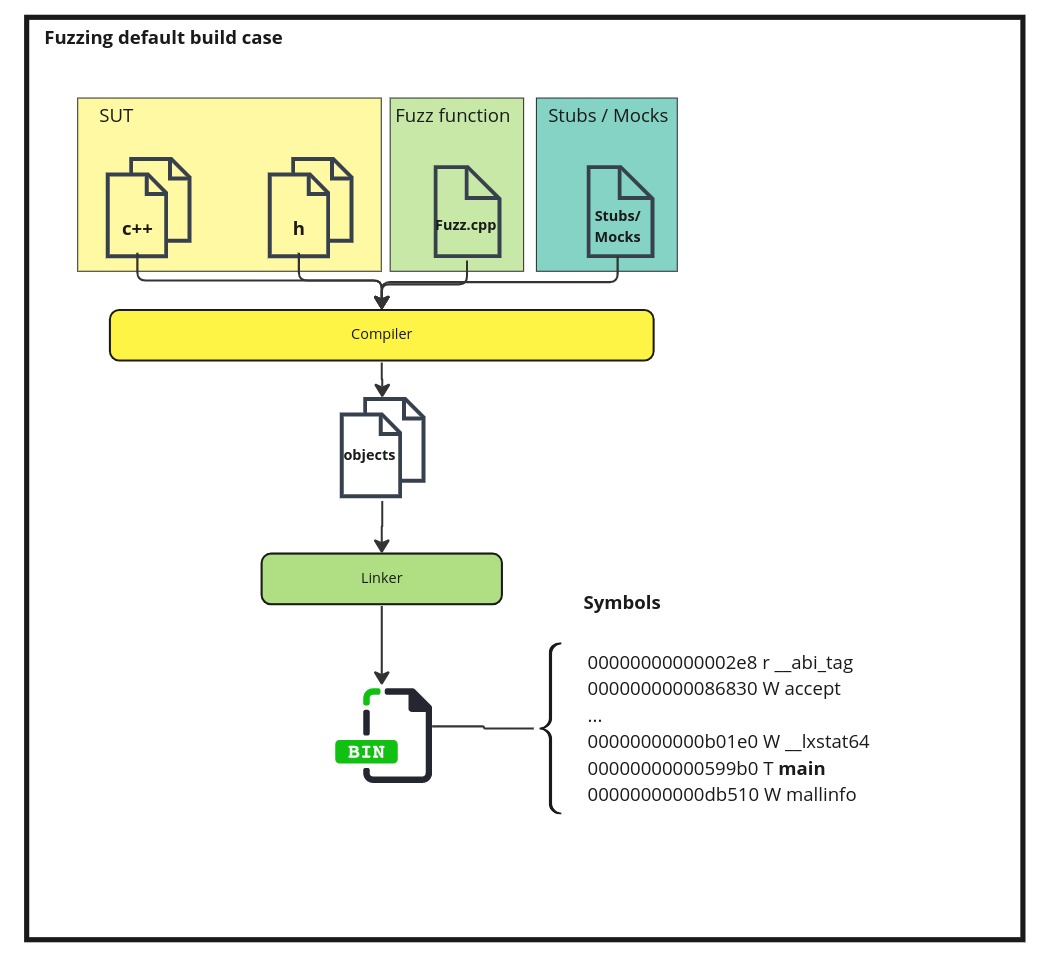 Fuzzing default build case
SUT
Fuzz function
Stubs / Mocks
c++
h
Fuzz.cpp
Stubs/
Mocks
Compiler
objects
Linker
Symbols
00000000000002e8 r __abi_tag
0000000000086830 W accept
...
00000000000b01e0 W __lxstat64
00000000000599b0 T main
00000000000db510 W mallinfo
BIN